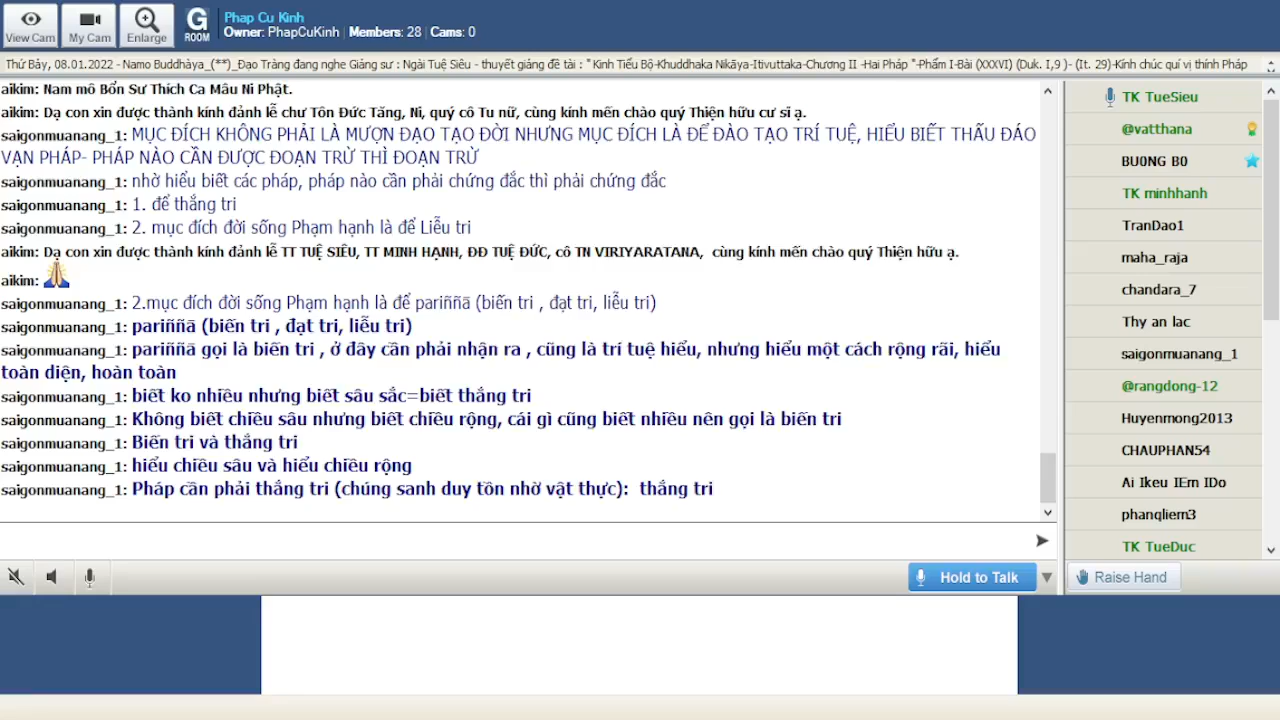 View Cam
My Cam
Enlarge
G
ROOM
Phap Cu Kinh
Owner: PhapCuKinh | Members: 28 | Cams: 0
Thứ Bảy, 08.01.2022 - Namo Buddhàya_(**)_Đạo Tràng đang nghe Giảng sư : Ngài Tuệ Siêu - thuyết giảng đề tài : " Kinh Tiểu Bộ-Khuddhaka Nikāya-Itivuttaka-Chương II -Hai Pháp "-Phẩm I-Bài (XXXVI) (Duk. I,9 ) - (It. 29)-Kính chúc quí vị thính Pháp
aikim: Nam mô Bổn Sư Thích Ca Mâu Ni Phật.
aikim: Dạ con xin được thành kính đảnh lễ chư Tôn Đức Tăng, Ni, quý cô Tu nữ, cùng kính mến chào quý Thiện hữu cư sĩ ạ.
saigonmuanang_1: MỤC ĐÍCH KHÔNG PHẢI LÀ MƯỢN ĐẠO TẠO ĐỜI NHƯNG MỤC ĐÍCH LÀ ĐỂ ĐÀO TẠO TRÍ TUỆ, HIỂU BIẾT THẤU ĐÁO
VẠN PHÁP- PHÁP NÀO CẦN ĐƯỢC ĐOẠN TRỪ THÌ ĐOẠN TRỪ
saigonmuanang_1: nhờ hiểu biết các pháp, pháp nào cần phải chứng đắc thì phải chứng đắc
saigonmuanang_1: 1. để thắng tri
saigonmuanang_1: 2. mục đích đời sống Phạm hạnh là để Liễu tri
aikim: Dạ con xin được thành kính đảnh lễ TT TUỆ SIÊU, TT MINH HẠNH, ĐĐ TUỆ ĐỨC, cô TN VIRIYARATANA, cùng kính mến chào quý Thiện hữu ạ.
aikim:
saigonmuanang_1: 2.mục đích đời sống Phạm hạnh là để pariññā (biến tri , đạt tri, liễu tri)
saigonmuanang_1: pariññā (biến tri , đạt tri, liễu tri)
saigonmuanang_1: pariññā gọi là biến tri , ở đây cần phải nhận ra , cũng là trí tuệ hiểu, nhưng hiểu một cách rộng rãi, hiểu
toàn diện, hoàn toàn
saigonmuanang_1: biết ko nhiều nhưng biết sâu sắc=biết thắng tri
saigonmuanang_1: Không biết chiều sâu nhưng biết chiều rộng, cái gì cũng biết nhiều nên gọi là biến tri
saigonmuanang_1: Biến tri và thắng tri
saigonmuanang_1: hiểu chiều sâu và hiểu chiều rộng
saigonmuanang_1: Pháp cần phải thắng tri (chúng sanh duy tồn nhờ vật thực): thắng tri
Hold to Talk
TK TueSieu
@vatthana
BU0NG B0
TK minhhanh
TranDao1
maha_raja
chandara_7
Thy an lac
saigonmuanang_1
@rangdong-12
Huyenmong2013
CHAUPHAN54
Ai Ikeu IEm IDo
phanqliem3
TK TueDuc
Raise Hand